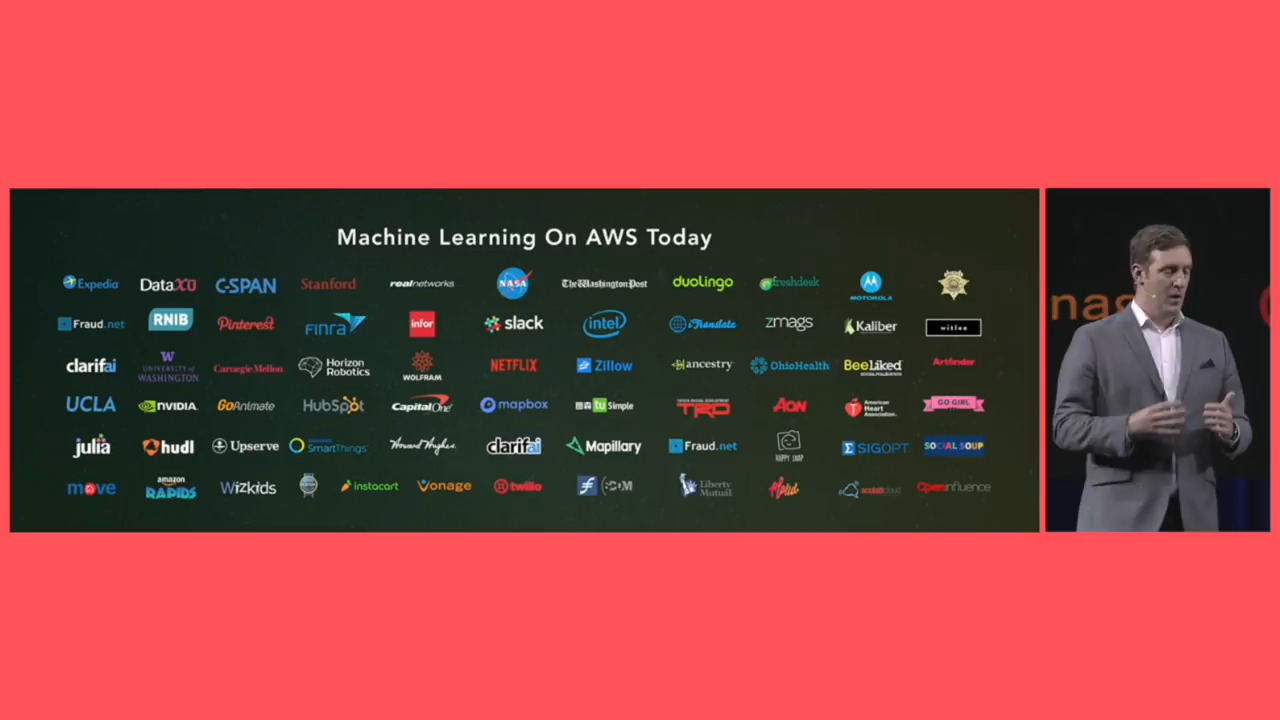 Machine Learning On AWS Today
Expedia DataXU C-SPAN Stanford realnetworks NASA The Washington Post duolingo freshdesk MOTOROLA
Fraud.net RNIB Pinterest FINRA infor slack intel iTranslate zmags Kaliber witlee
clarifai W UNIVERSITY of WASHINGTON Carnegie Mellon Horizon Robotics WOLFRAM NETFLIX Zillow ancestry OhioHealth BeeLiked Artfinder
UCLA NVIDIA. GoAnimate HubSpot Capital One mapbox tuSimple TRD AON American Heart Association. GO GIRL
julia hudl Upserve SmartThings Howard Hughes clarifai Mapillary Fraud.net HAPPY SNAP SIGOPT SOCIAL SOUP
move amazon RAPIDS Wizkids instacart Vonage twilio Liberty Mutual. Openinfluence
nas